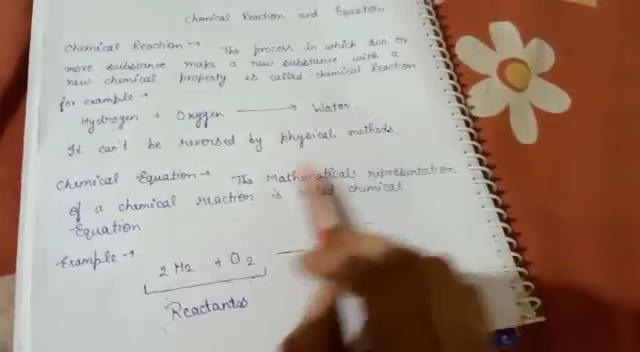 Chemical Reaction and Equation
Chemical Reaction → The process in which two or
more substance make a new substance with a
new chemical property is called chemical Reaction
for example →
Hydrogen + Oxygen → Water
It can't be reversed by physical methods
Chemical Equation → The Mathematicals representation
of a chemical reaction is chemical
Equation
Example →
2 H2 + O2
Reactants